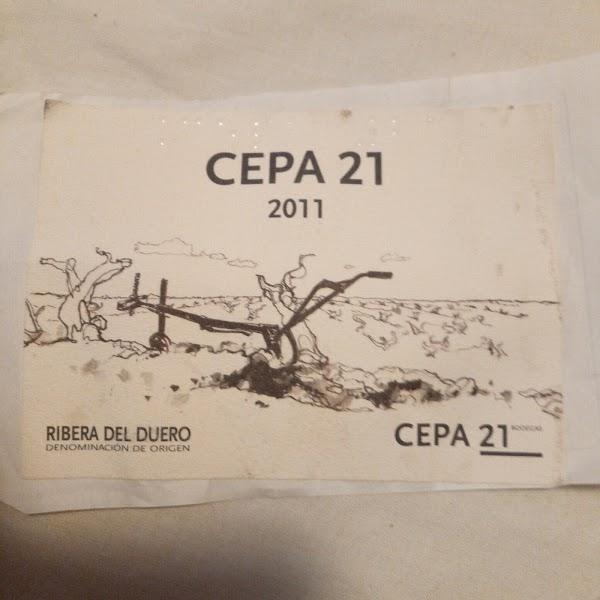 CEPA 21
2011
RIBERA DEL DUERO
DENOMINACIÓN DE ORIGEN
CEPA 21 BODEGAS